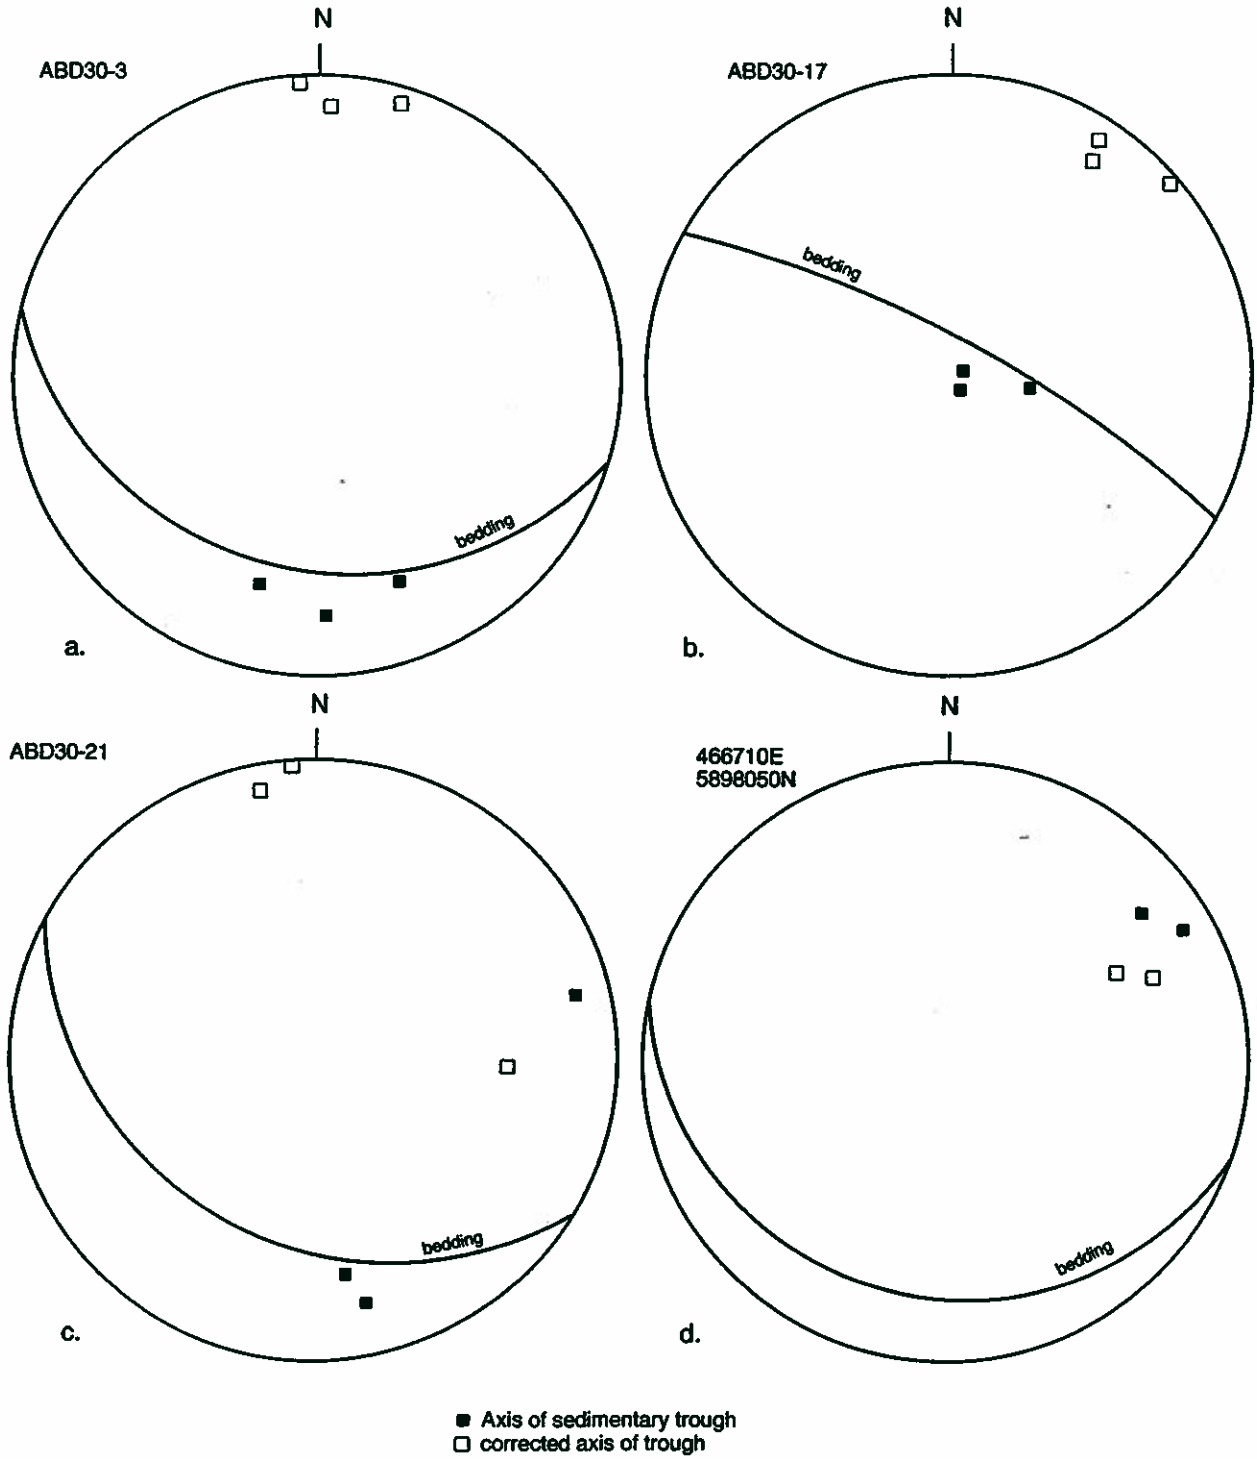 N
ABD30-3
bedding
a.
N
ABD30-17
bedding
b.
N
ABD30-21
bedding
c.
N
466710E
5898050N
bedding
d.
Axis of sedimentary trough
corrected axis of trough